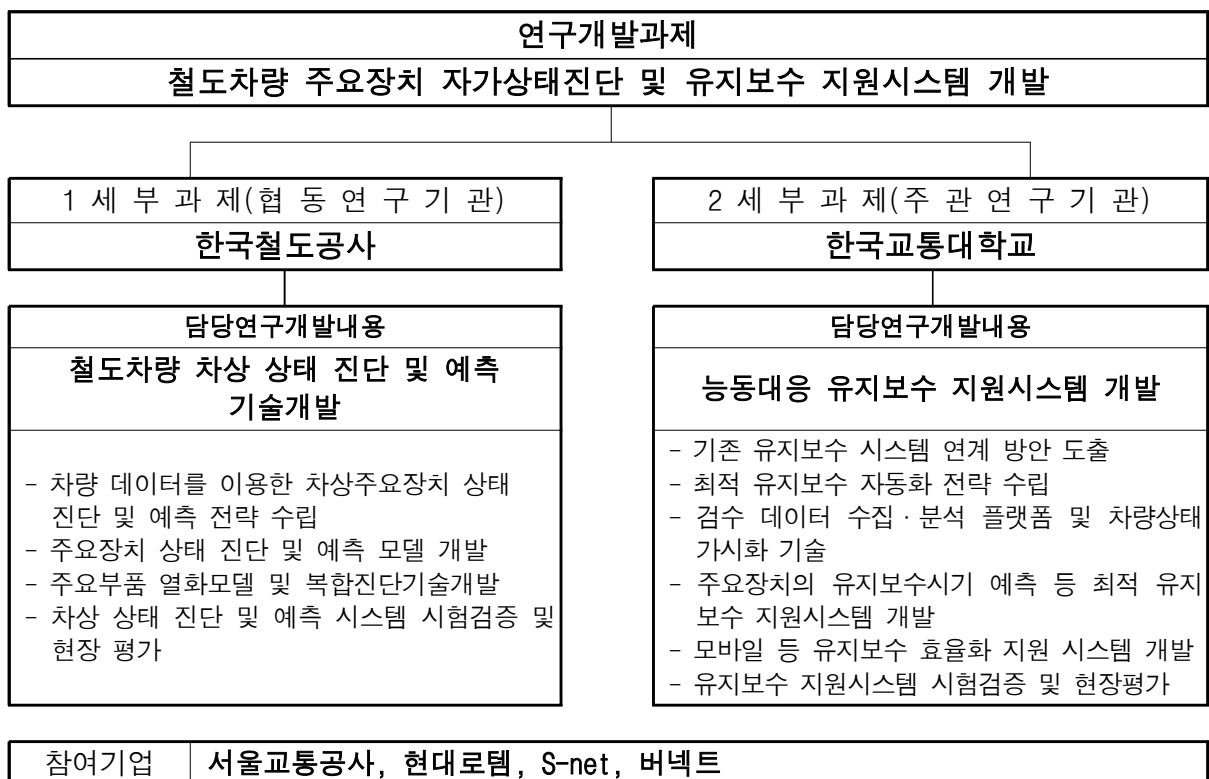 연구개발과제
철도차량 주요장치 자가상태진단 및 유지보수 지원시스템 개발
1 세 부 과 제(협 동 연 구 기 관)
한국철도공사
담당연구개발내용
철도차량 차상 상태 진단 및 예측
기술개발
- 차량 데이터를 이용한 차상주요장치 상태
진단 및 예측 전략 수립
- 주요장치 상태 진단 및 예측 모델 개발
- 주요부품 열화모델 및 복합진단기술개발
- 차상 상태 진단 및 예측 시스템 시험검증 및
현장 평가
2 세 부 과 제(주 관 연 구 기 관)
한국교통대학교
담당연구개발내용
능동대응 유지보수 지원시스템 개발
- 기존 유지보수 시스템 연계 방안 도출
- 최적 유지보수 자동화 전략 수립
- 검수 데이터 수집·분석 플랫폼 및 차량상태
가시화 기술
- 주요장치의 유지보수시기 예측 등 최적 유지
보수 지원시스템 개발
- 모바일 등 유지보수 효율화 지원 시스템 개발
- 유지보수 지원시스템 시험검증 및 현장평가
참여기업 서울교통공사, 현대로템, S-net, 버넥트